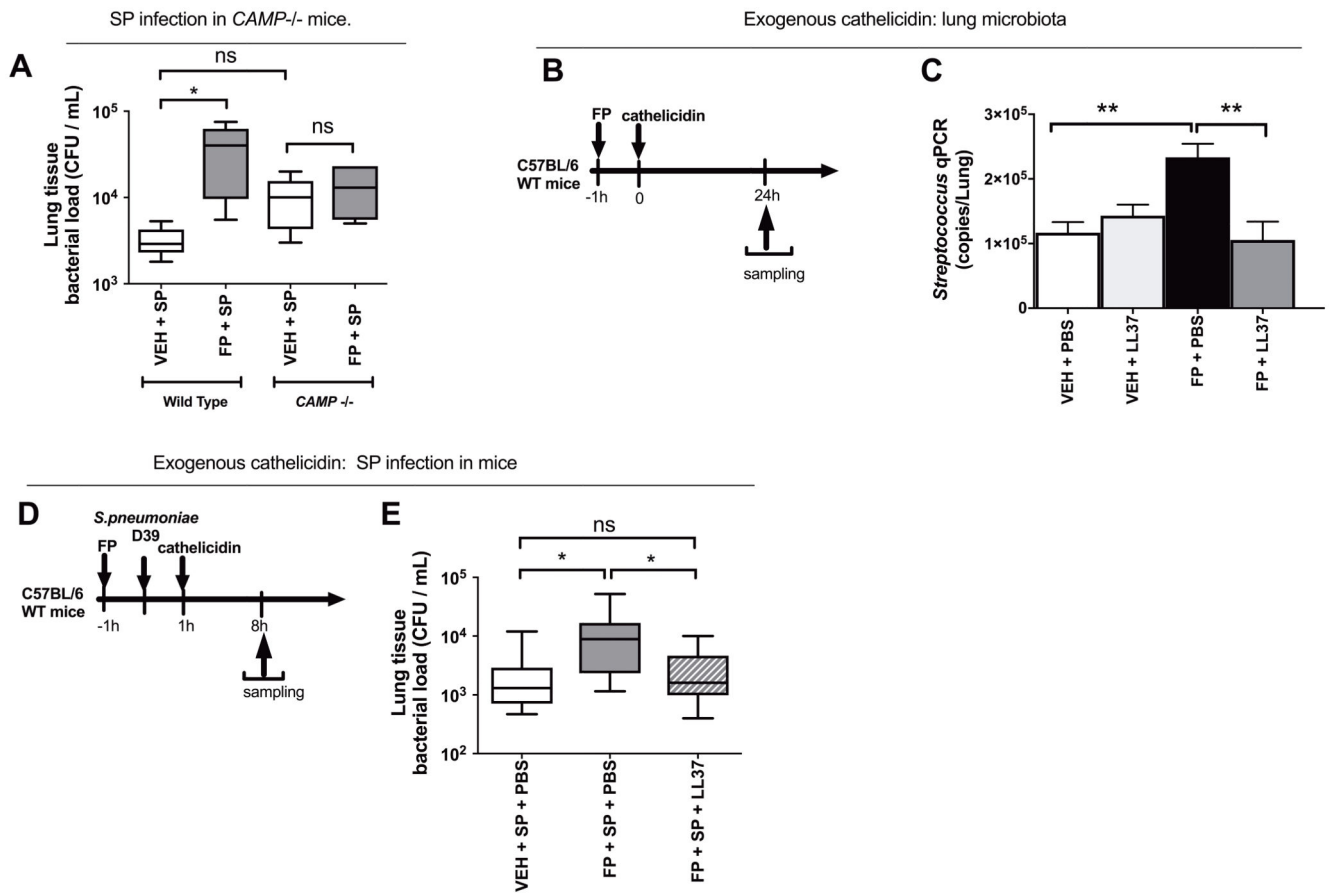 SP infection in CAMP-/- mice.
Exogenous cathelicidin: lung microbiota
A
ns
*
ns
Lung tissue
bacterial load (CFU / mL)
10⁵
10⁴
10³
VEH + SP
FP + SP
VEH + SP
FP + SP
Wild Type
CAMP -/-
B
FP
cathelicidin
C57BL/6
WT mice
-1h
0
24h
sampling
C
**
**
Streptococcus qPCR
(copies/Lung)
3×10⁵
2×10⁵
1×10⁵
0
VEH + PBS
VEH + LL37
FP + PBS
FP + LL37
Exogenous cathelicidin: SP infection in mice
D
S.pneumoniae
FP
D39
cathelicidin
C57BL/6
WT mice
-1h
1h
8h
sampling
E
ns
*
*
Lung tissue
bacterial load (CFU / mL)
10⁵
10⁴
10³
10²
VEH + SP + PBS
FP + SP + PBS
FP + SP + LL37